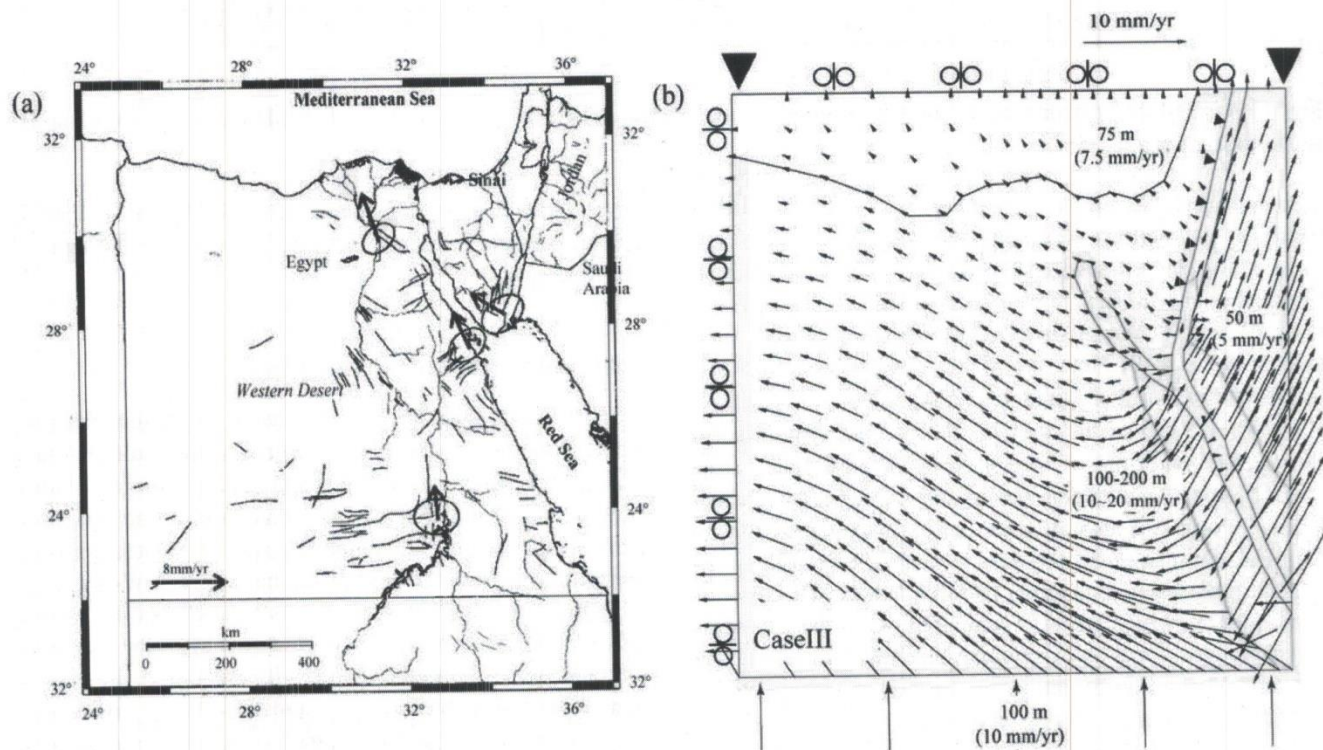 (a)
24°
28°
32°
36°
Mediterranean Sea
32°
32°
Sinai
Jordan
Egypt
Saudi
Arabia
28°
28°
Western Desert
Red Sea
24°
24°
8mm/yr
km
0 200 400
32°
32°
24°
28°
32°
36°
(b)
10 mm/yr
75 m
(7.5 mm/yr)
50 m
(5 mm/yr)
100-200 m
(10~20 mm/yr)
CaseIII
100 m
(10 mm/yr)